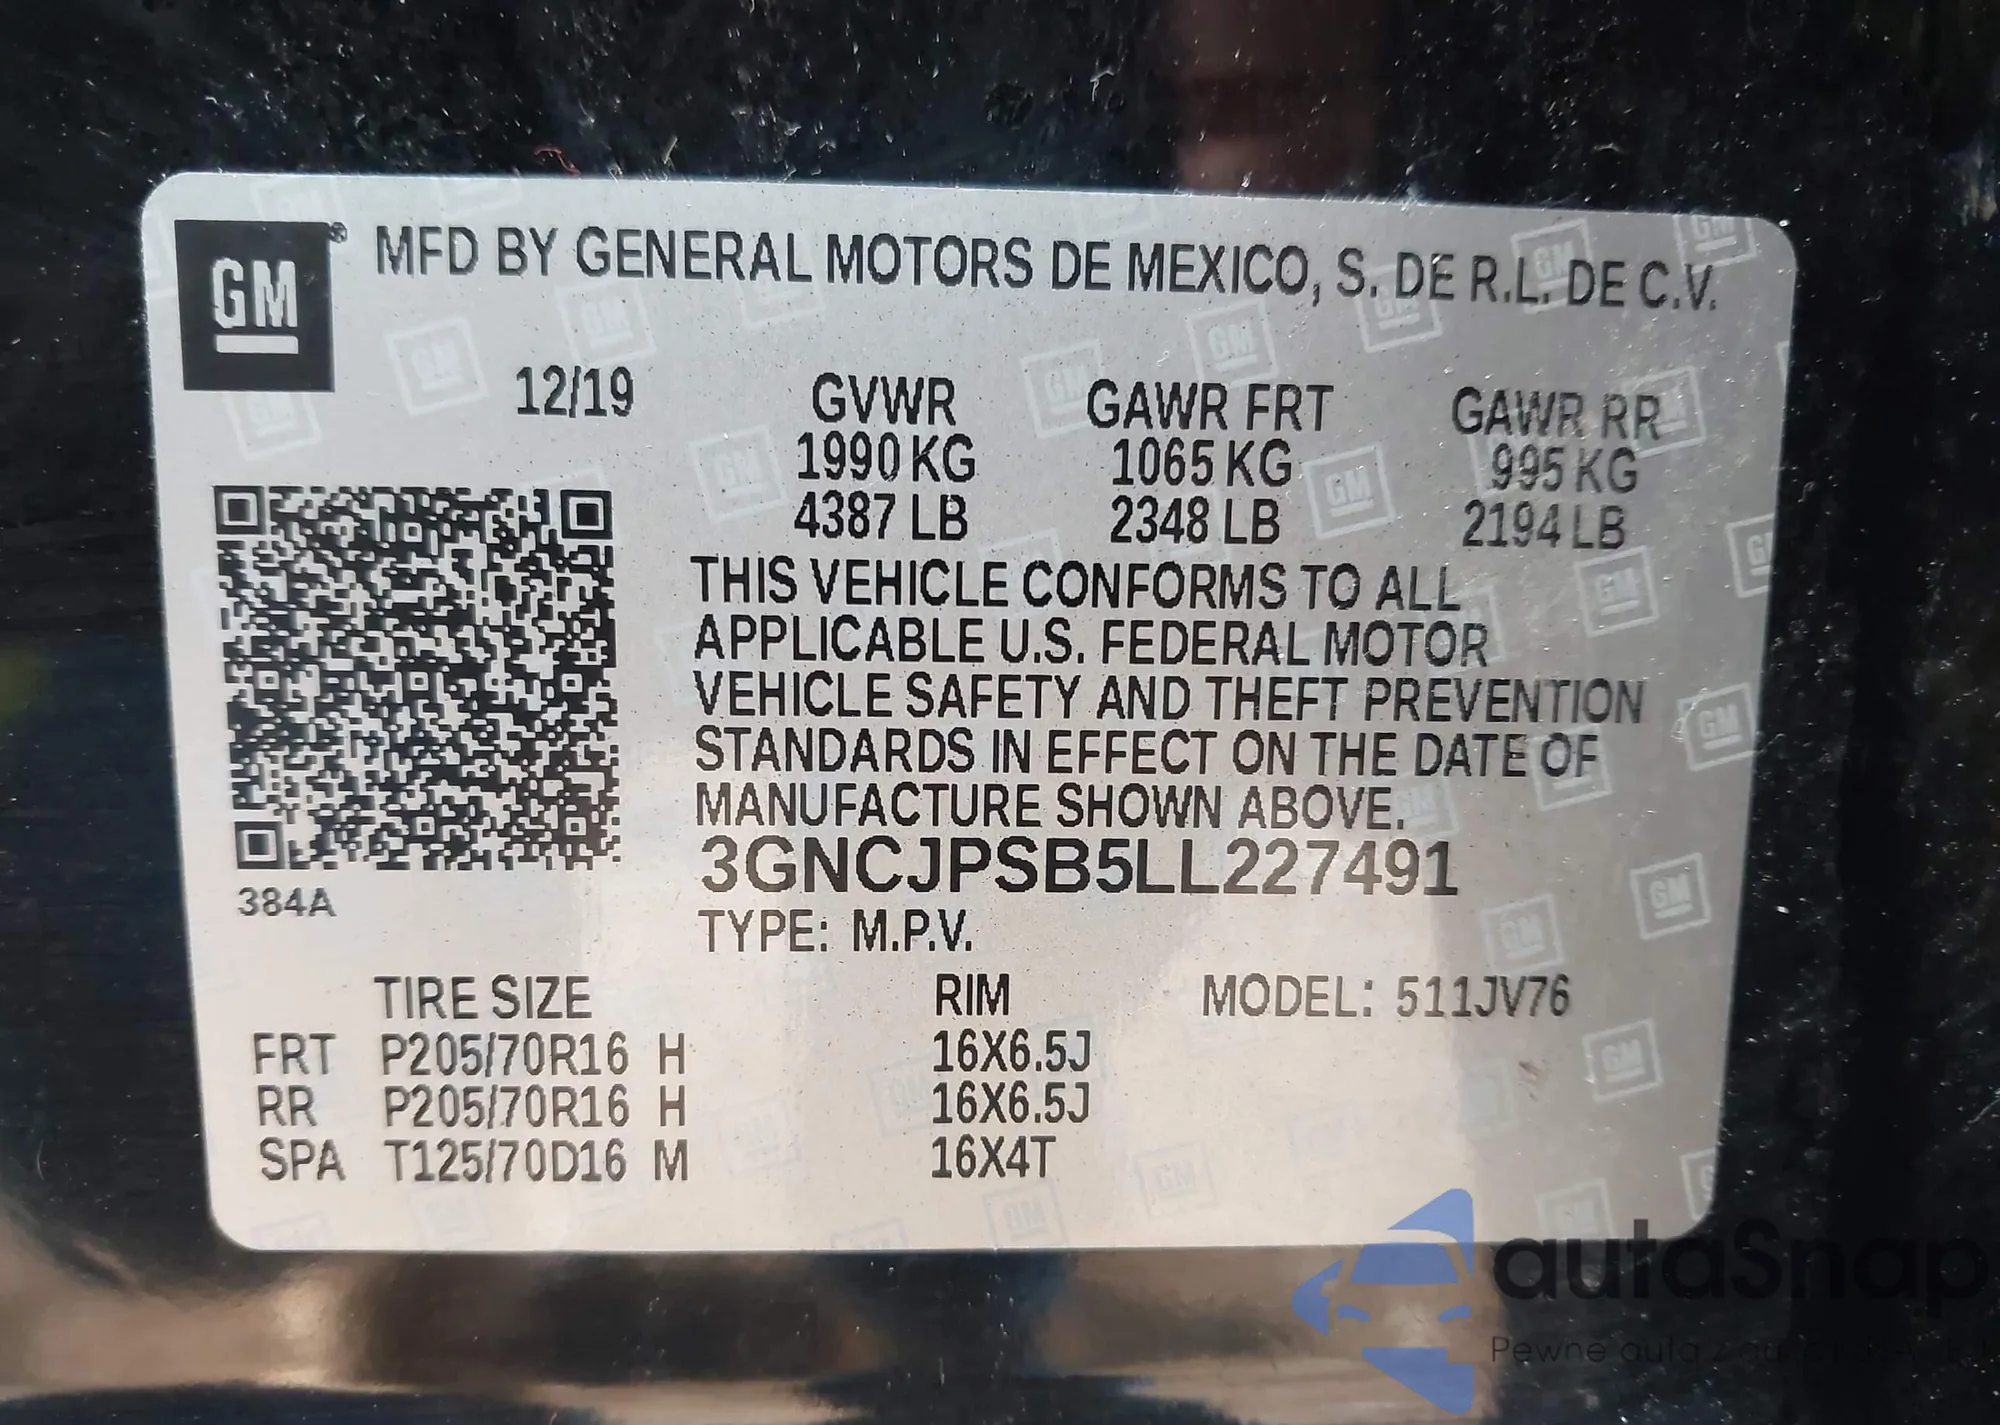 GM
MFD BY GENERAL MOTORS DE MEXICO, S. DE R.L. DE C.V.
12/19 GVWR GAWR FRT GAWR RR
1990 KG 1065 KG 995 KG
4387 LB 2348 LB 2194 LB
THIS VEHICLE CONFORMS TO ALL
APPLICABLE U.S. FEDERAL MOTOR
VEHICLE SAFETY AND THEFT PREVENTION
STANDARDS IN EFFECT ON THE DATE OF
MANUFACTURE SHOWN ABOVE.
3GNCJPSB5LL227491
384A
TYPE: M.P.V.
TIRE SIZE RIM MODEL: 511JV76
FRT P205/70R16 H 16X6.5J
RR P205/70R16 H 16X6.5J
SPA T125/70D16 M 16X4T
autaSnap
Pewne auta z